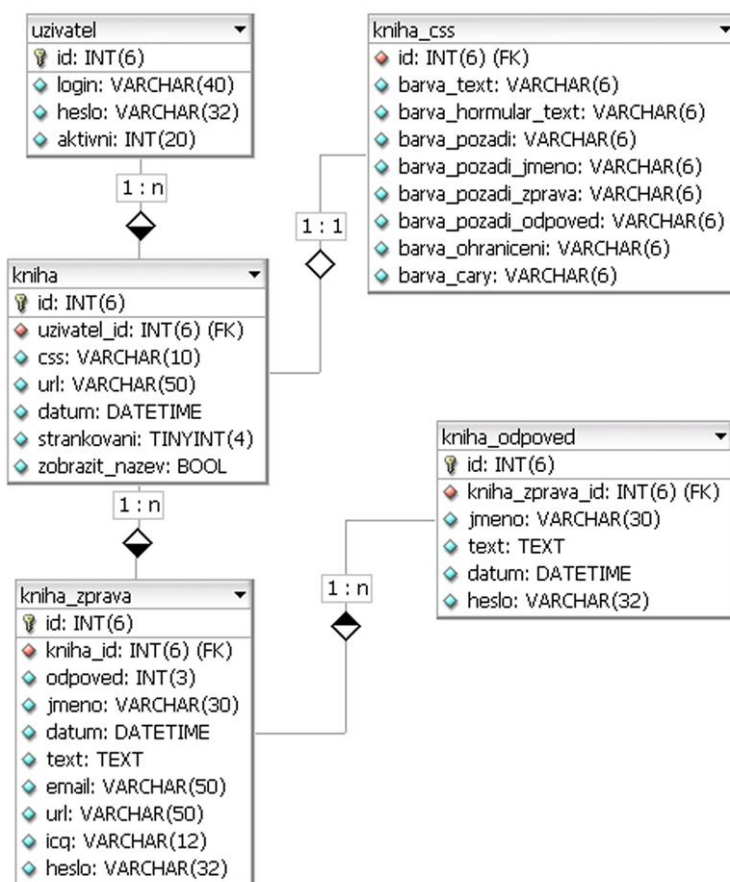 uzivatel
id: INT(6)
login: VARCHAR(40)
heslo: VARCHAR(32)
aktivni: INT(20)
1 : n
kniha_css
id: INT(6) (FK)
barva_text: VARCHAR(6)
barva_hormular_text: VARCHAR(6)
barva_pozadi: VARCHAR(6)
barva_pozadi_jmeno: VARCHAR(6)
barva_pozadi_zprava: VARCHAR(6)
barva_pozadi_odpoved: VARCHAR(6)
barva_ohraniceni: VARCHAR(6)
barva_cary: VARCHAR(6)
1 : 1
kniha
id: INT(6)
uzivatel_id: INT(6) (FK)
css: VARCHAR(10)
url: VARCHAR(50)
datum: DATETIME
strankovani: TINYINT(4)
zobrazit_nazev: BOOL
1 : n
kniha_odpoved
id: INT(6)
kniha_zprava_id: INT(6) (FK)
jmeno: VARCHAR(30)
text: TEXT
datum: DATETIME
heslo: VARCHAR(32)
1 : n
kniha_zprava
id: INT(6)
kniha_id: INT(6) (FK)
odpoved: INT(3)
jmeno: VARCHAR(30)
datum: DATETIME
text: TEXT
email: VARCHAR(50)
url: VARCHAR(50)
icq: VARCHAR(12)
heslo: VARCHAR(32)